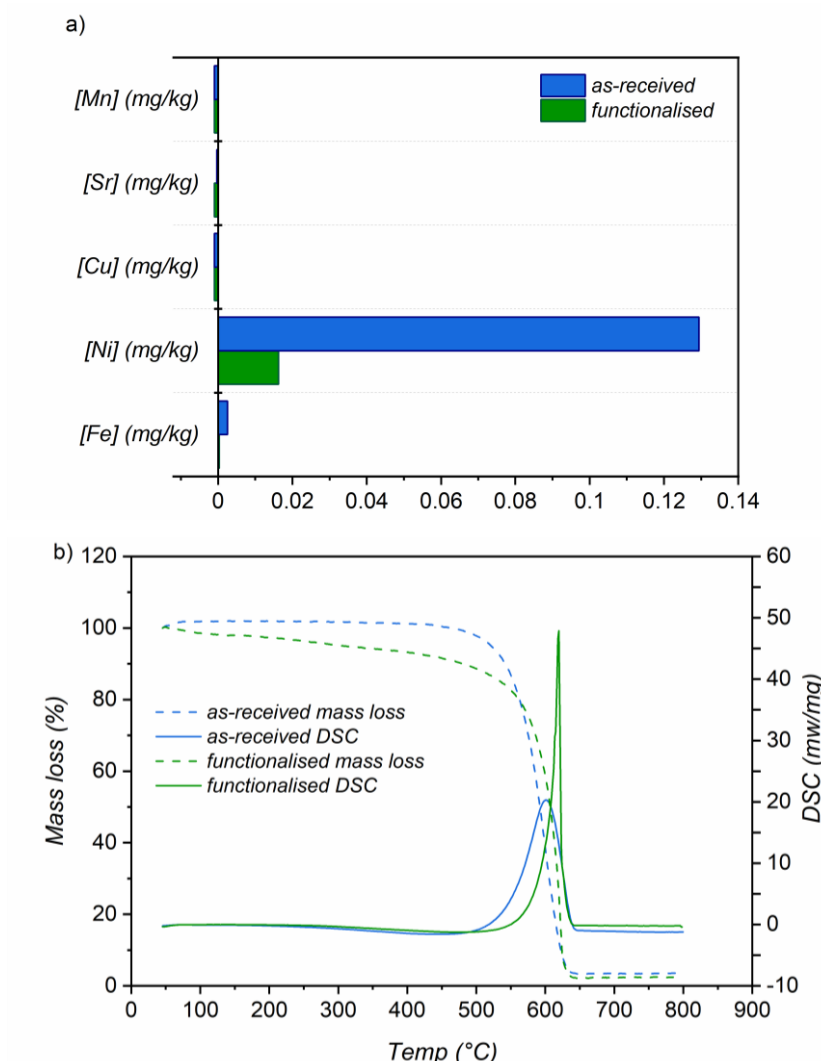 a)
as-received
functionalised
[Mn] (mg/kg)
[Sr] (mg/kg)
[Cu] (mg/kg)
[Ni] (mg/kg)
[Fe] (mg/kg)
0 0.02 0.04 0.06 0.08 0.1 0.12 0.14
b)
120
100
80
60
40
20
0
Mass loss (%)
as-received mass loss
as-received DSC
functionalised mass loss
functionalised DSC
60
50
40
30
20
10
0
-10
DSC (mw/mg)
0 100 200 300 400 500 600 700 800 900
Temp (°C)